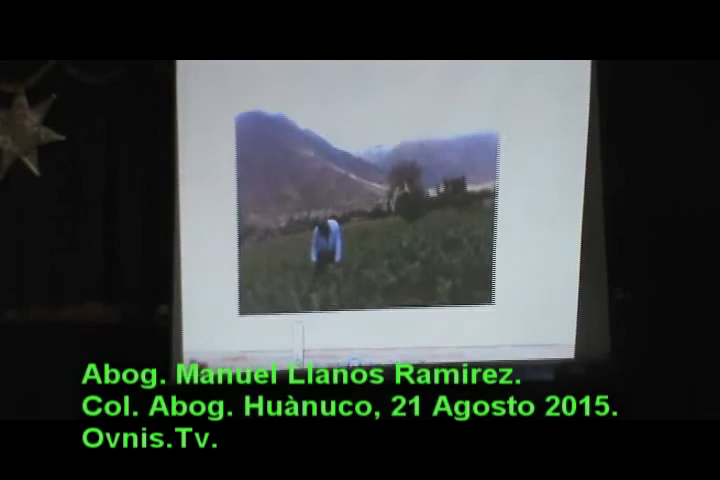 Abog. Manuel Llanos Ramirez.
Col. Abog. Huànuco, 21 Agosto 2015.
Ovnis.Tv.